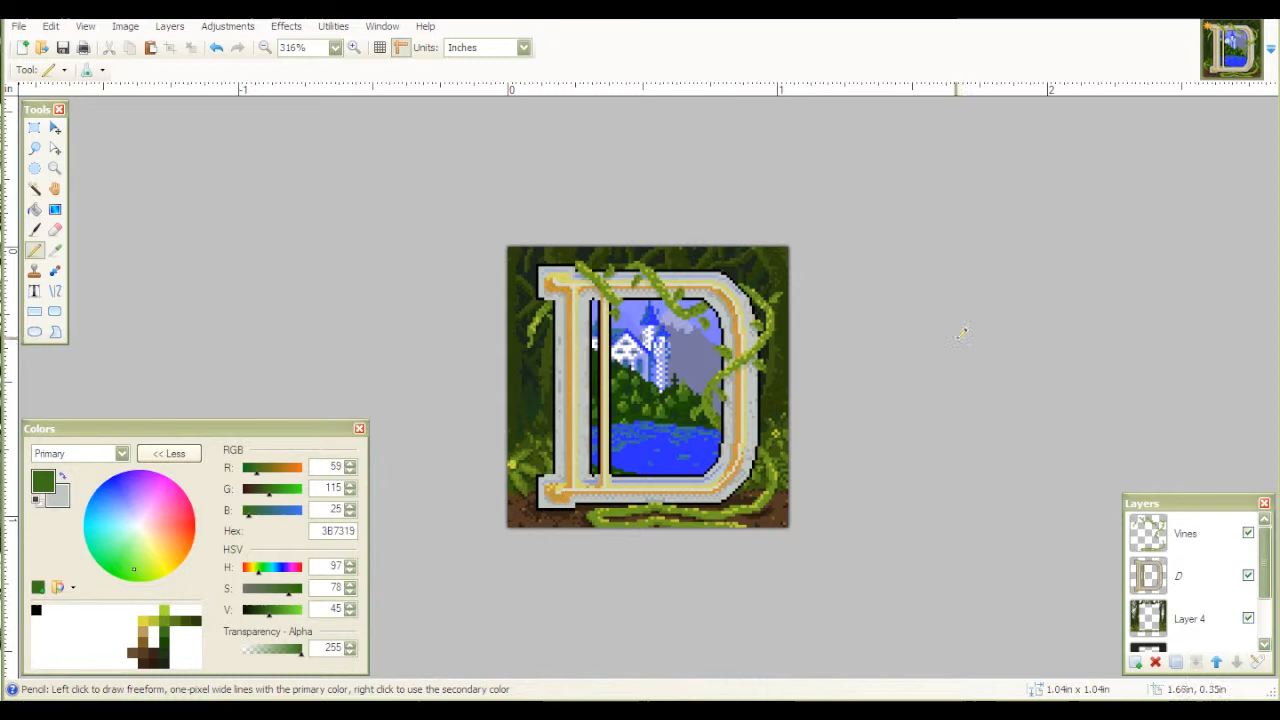 File Edit View Image Layers Adjustments Effects Utilities Window Help
316% Units: Inches
Tool:
in -1 0 1 2
Tools
0
1
D
Colors
Primary << Less
RGB
R: 59
G: 115
B: 25
Hex: 3B7319
HSV
H: 97
S: 78
V: 45
Transparency - Alpha
255
Layers
Vines
D
Layer 4
Pencil: Left click to draw freeform, one-pixel wide lines with the primary color, right click to use the secondary color 1.04in x 1.04in 1.66in, 0.35in